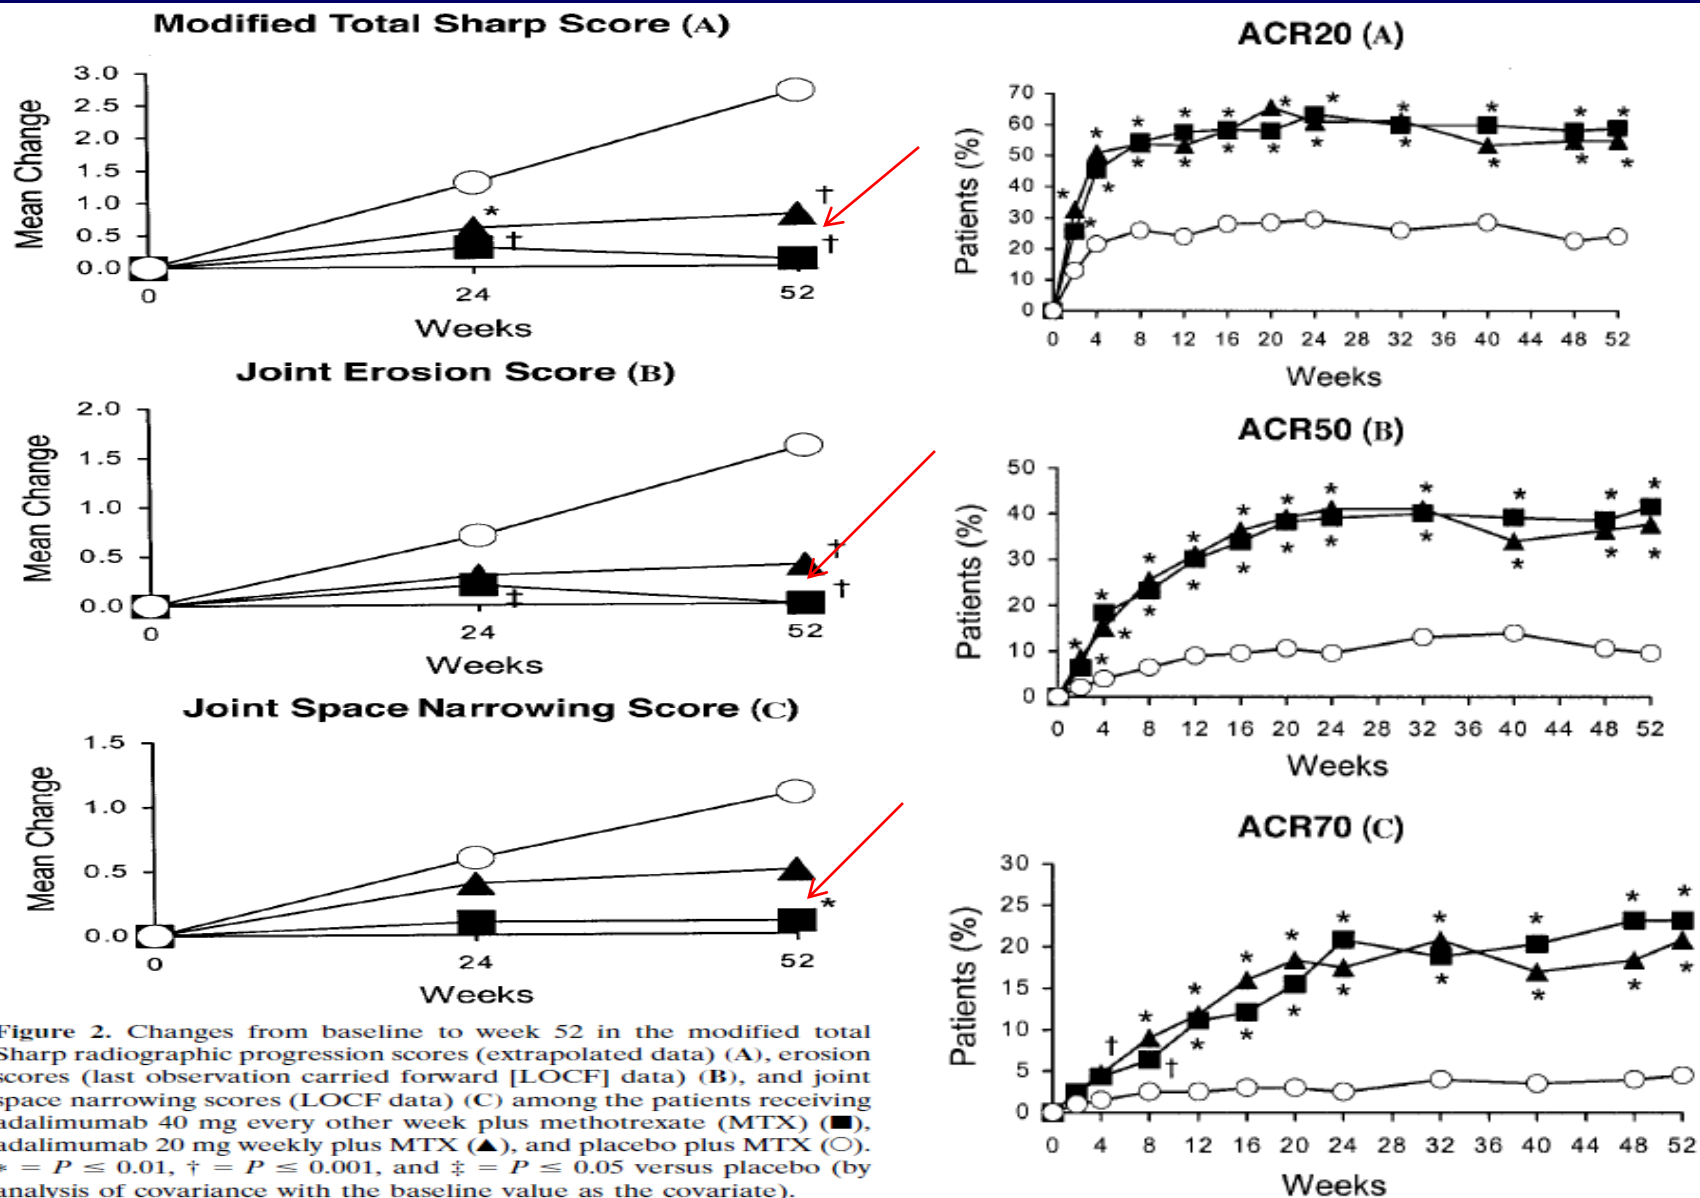 Modified Total Sharp Score (A)
Mean Change
3.0
2.5
2.0
1.5
1.0
0.5
0.0
*
†
†
†
0
24
52
Weeks
Joint Erosion Score (B)
Mean Change
2.0
1.5
1.0
0.5
0.0
‡
†
†
0
24
52
Weeks
Joint Space Narrowing Score (C)
Mean Change
1.5
1.0
0.5
0.0
*
0
24
52
Weeks
Figure 2. Changes from baseline to week 52 in the modified total
Sharp radiographic progression scores (extrapolated data) (A), erosion
scores (last observation carried forward [LOCF] data) (B), and joint
space narrowing scores (LOCF data) (C) among the patients receiving
adalimumab 40 mg every other week plus methotrexate (MTX) (■),
adalimumab 20 mg weekly plus MTX (▲), and placebo plus MTX (○).
* = P ≤ 0.01, † = P ≤ 0.001, and ‡ = P ≤ 0.05 versus placebo (by
analysis of covariance with the baseline value as the covariate).
ACR20 (A)
Patients (%)
70
60
50
40
30
20
10
0
* * * * * * * * * * *
* * * * * * * * * * *
0 4 8 12 16 20 24 28 32 36 40 44 48 52
Weeks
ACR50 (B)
Patients (%)
50
40
30
20
10
0
* * * * * * * * * * *
* * * * * * * * * * *
0 4 8 12 16 20 24 28 32 36 40 44 48 52
Weeks
ACR70 (C)
Patients (%)
30
25
20
15
10
5
0
† * * * * * * * * *
† * * * * * * * *
0 4 8 12 16 20 24 28 32 36 40 44 48 52
Weeks